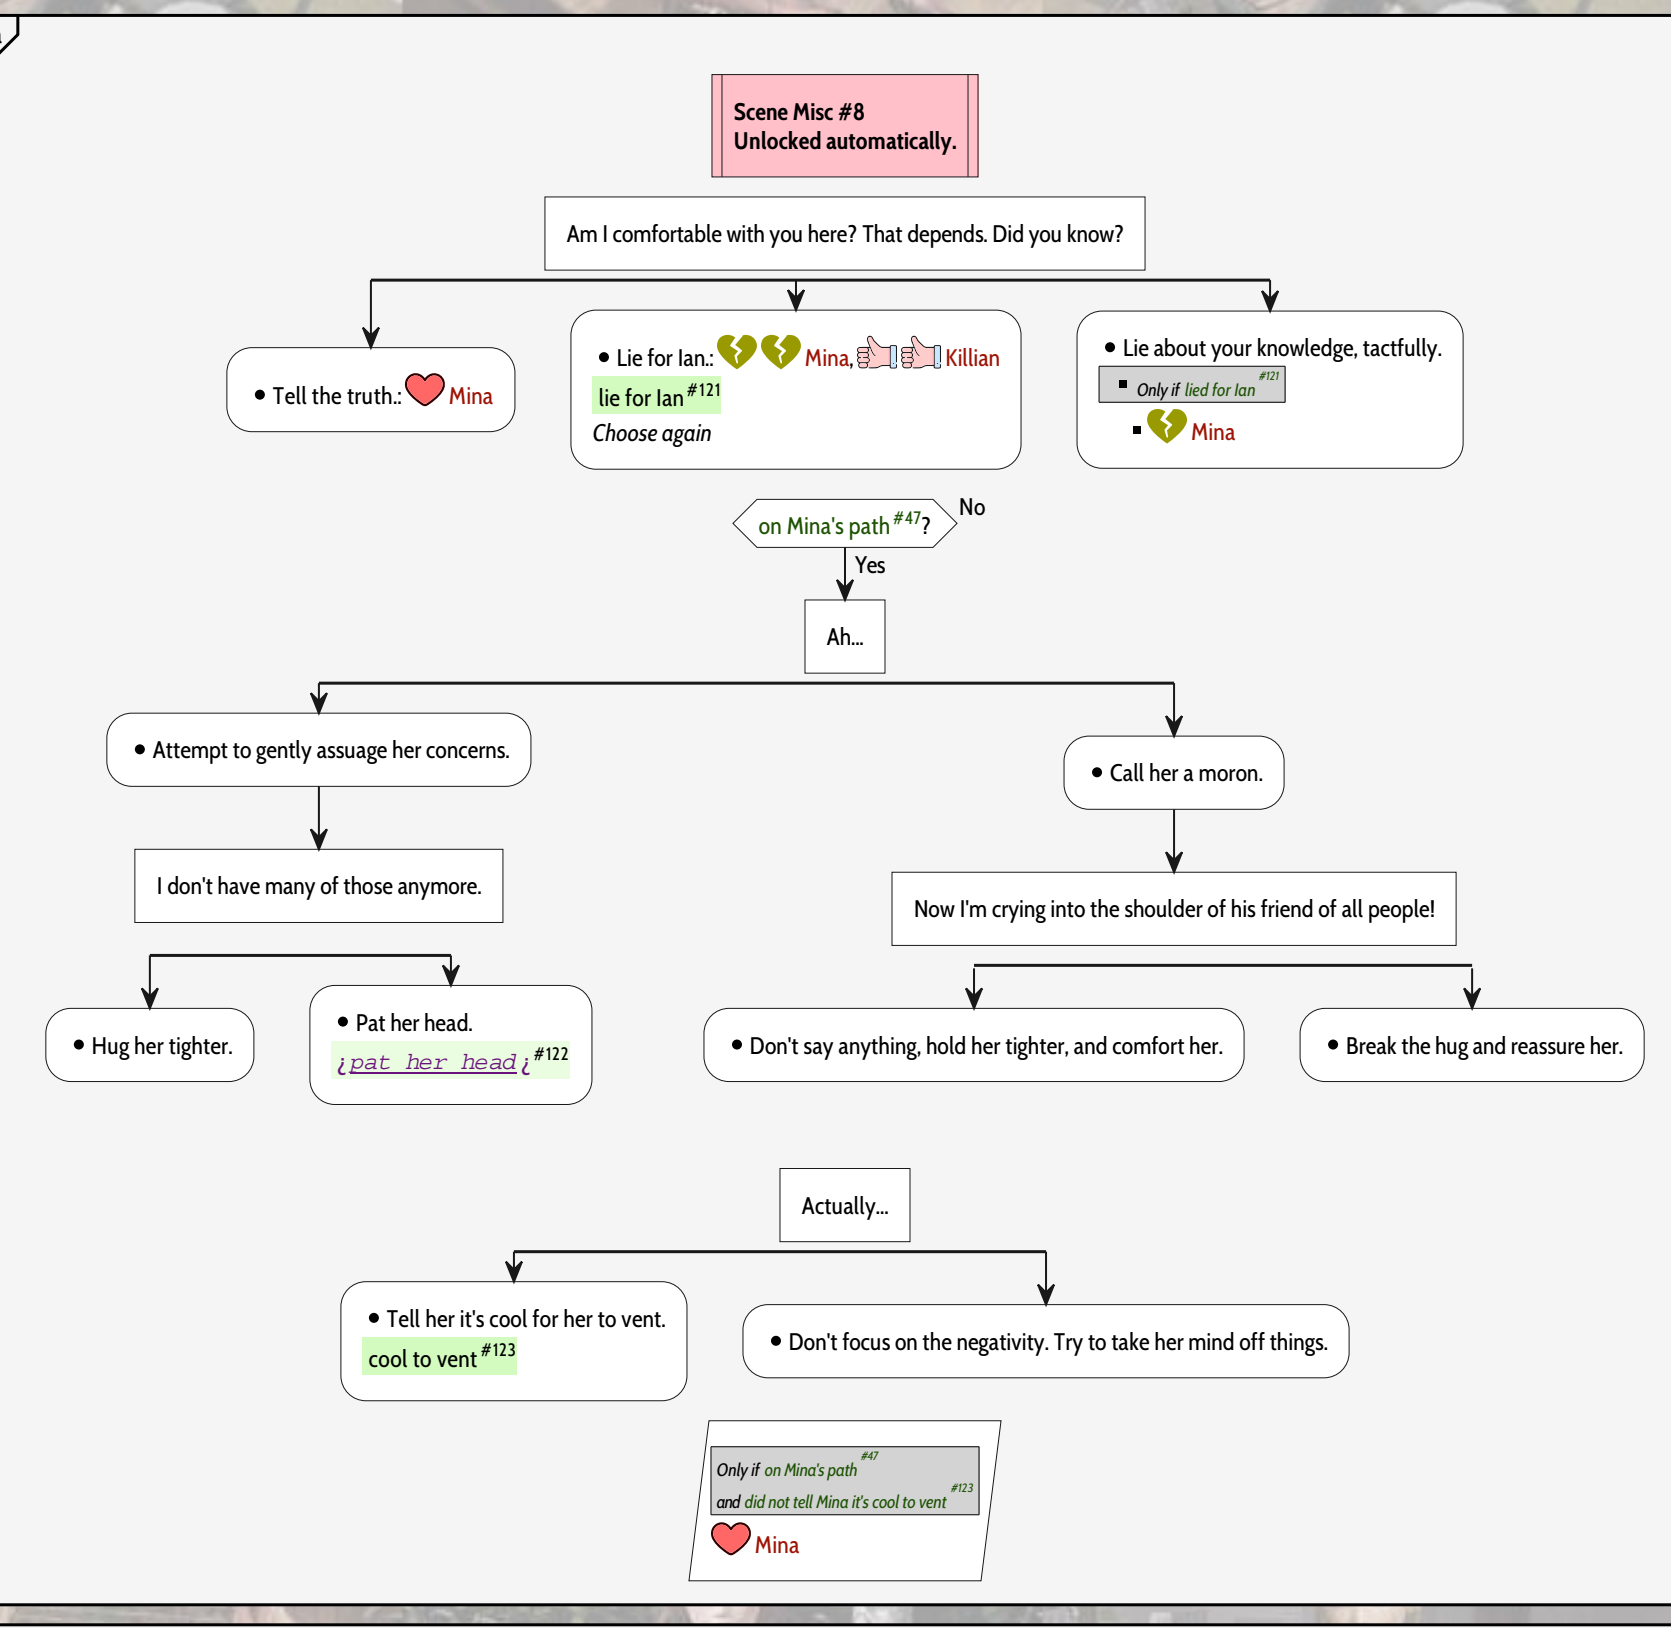 Scene Misc #8
Unlocked automatically.
Am I comfortable with you here? That depends. Did you know?
Tell the truth.: Mina
Lie for Ian.: Mina, Killian
lie for Ian #121
Choose again
Lie about your knowledge, tactfully.
Only if lied for Ian #121
Mina
on Mina's path #47?
No
Yes
Ah...
Attempt to gently assuage her concerns.
Call her a moron.
I don't have many of those anymore.
Now I'm crying into the shoulder of his friend of all people!
Hug her tighter.
Pat her head.
¿pat her head¿ #122
Don't say anything, hold her tighter, and comfort her.
Break the hug and reassure her.
Actually...
Tell her it's cool for her to vent.
cool to vent #123
Don't focus on the negativity. Try to take her mind off things.
Only if on Mina's path #47
and did not tell Mina it's cool to vent #123
Mina